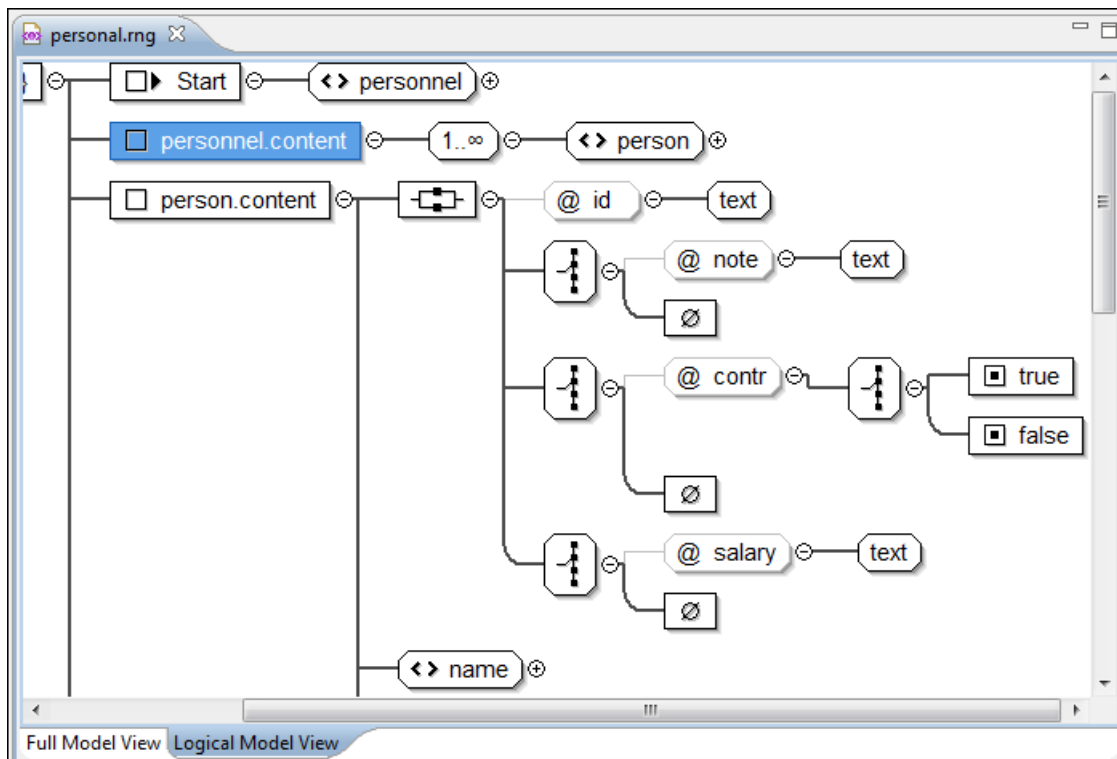 personal.rng
} Start <> personnel
personnel.content 1..∞ <> person
person.content @ id text
@ note text
∅
@ contr true
false
∅
@ salary text
∅
<> name
Full Model View Logical Model View